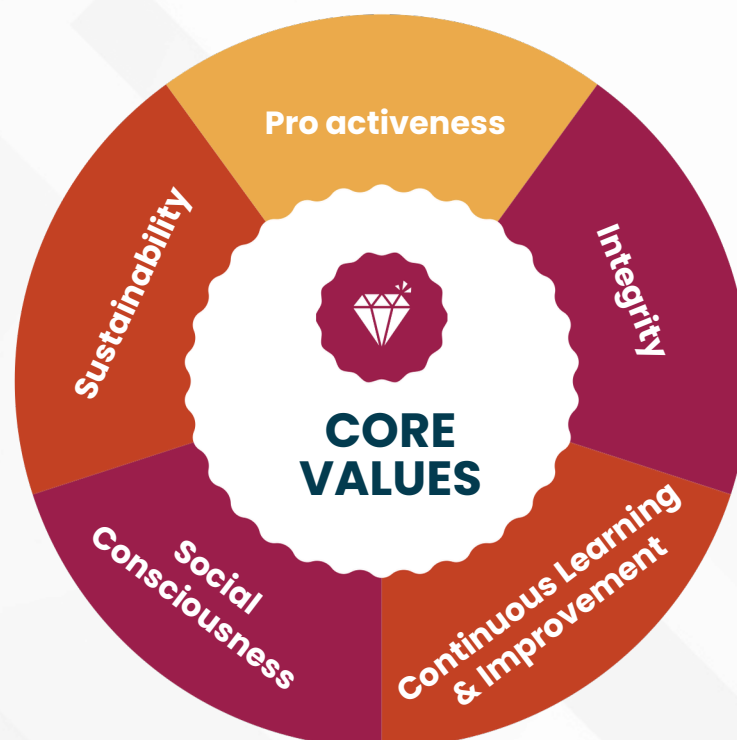 Pro activeness
Integrity
Continuous Learning
& Improvement
Social
Consciousness
Sustainability
CORE
VALUES